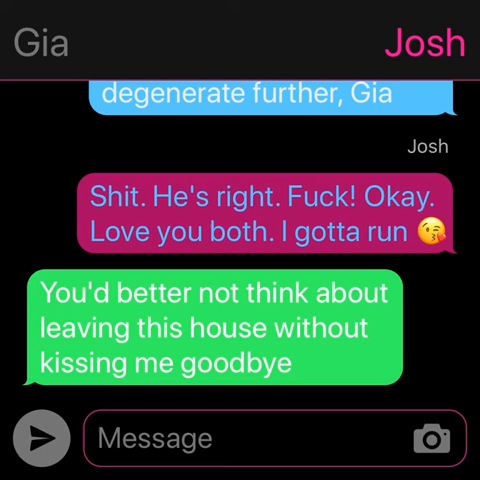 Gia
Josh
degenerate further, Gia
Josh
Shit. He's right. Fuck! Okay.
Love you both. I gotta run 😘
You'd better not think about
leaving this house without
kissing me goodbye
Message